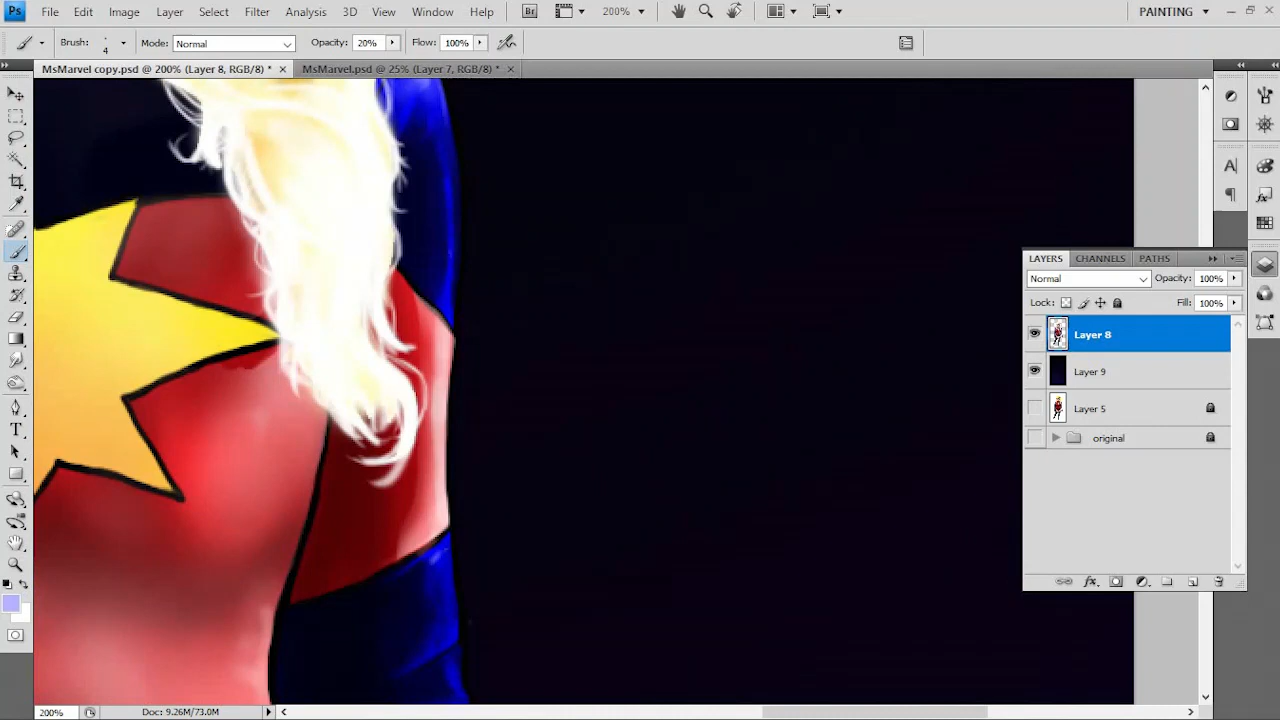 Ps File Edit Image Layer Select Filter Analysis 3D View Window Help Br 200% PAINTING
Brush: 4 Mode: Normal Opacity: 20% Flow: 100%
MsMarvel copy.psd @ 200% (Layer 8, RGB/8) * MsMarvel.psd @ 25% (Layer 7, RGB/8) *
LAYERS CHANNELS PATHS
Normal Opacity: 100%
Lock: Fill: 100%
Layer 8
Layer 9
Layer 5
original
200% Doc: 9.26M/73.0M